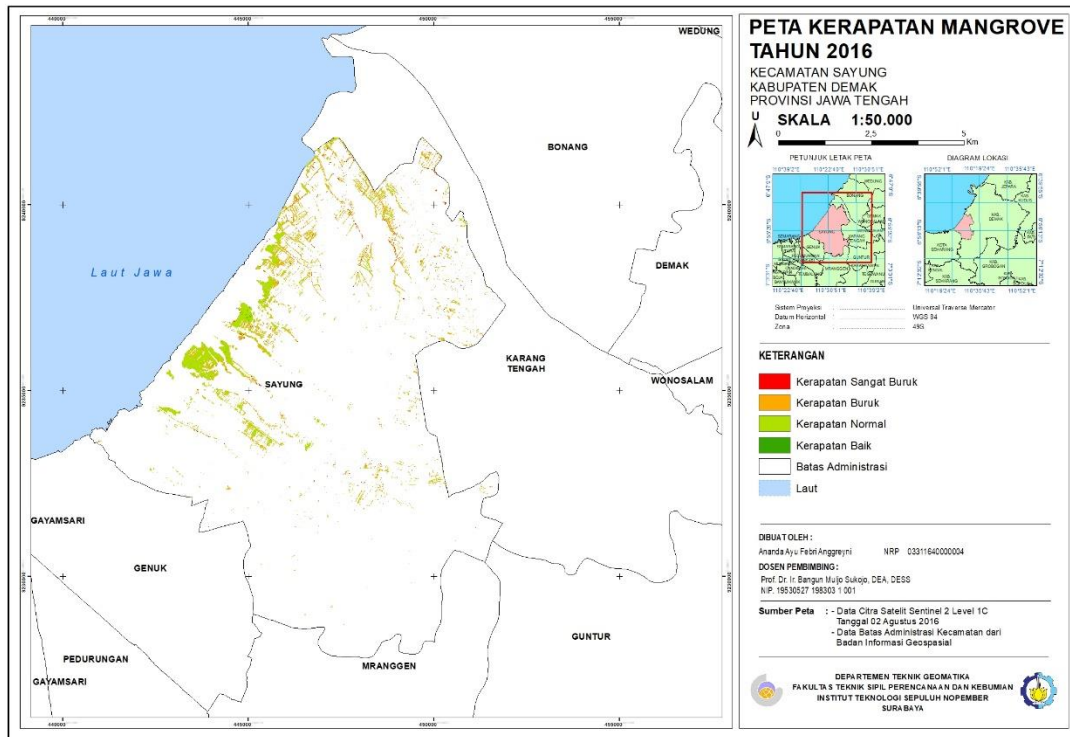 PETA KERAPATAN MANGROVE
TAHUN 2016
KECAMATAN SAYUNG
KABUPATEN DEMAK
PROVINSI JAWA TENGAH
U
SKALA 1:50.000
0 2,5 5
Km
PETUNJUK LETAK PETA
DIAGRAM LOKASI
Sistem Proyeksi : Universal Traverse Mercator
Datum Horizontal : WGS 84
Zona : 49S
KETERANGAN
Kerapatan Sangat Buruk
Kerapatan Buruk
Kerapatan Normal
Kerapatan Baik
Batas Administrasi
Laut
DIBUAT OLEH :
Ananda Ayu Febri Anggreyni NRP 03311640000004
DOSEN PEMBIMBING :
Prof. Dr. Ir. Bangun Muljo Sukojo, DEA, DESS
NIP. 19530527 198303 1 001
Sumber Peta : - Data Citra Satelit Sentinel 2 Level 1C
Tanggal 02 Agustus 2016
- Data Batas Administrasi Kecamatan dari
Badan Informasi Geospasial
DEPARTEMEN TEKNIK GEOMATIKA
FAKULTAS TEKNIK SIPIL PERENCANAAN DAN KEBUMIAN
INSTITUT TEKNOLOGI SEPULUH NOPEMBER
SURABAYA
WEDUNG
BONANG
Laut Jawa
DEMAK
KARANG
TENGAH
WONOSALAM
SAYUNG
GAYAMSARI
GENUK
GUNTUR
PEDURUNGAN
MRANGGEN
GAYAMSARI